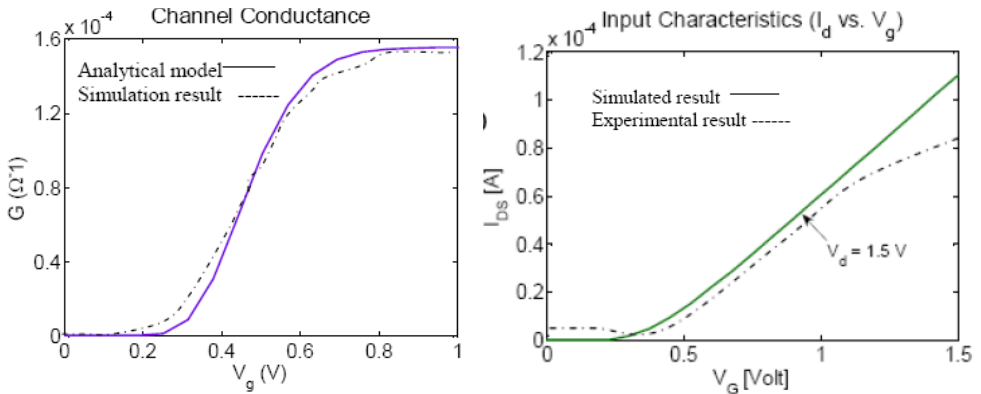 Channel Conductance
x 10⁻⁴
1.6
1.2
0.8
0.4
0
G (Ω⁻1)
Analytical model
Simulation result
0 0.2 0.4 0.6 0.8 1
V_g (V)
Input Characteristics (I_d vs. V_g)
x 10⁻⁴
1.2
1
0.8
0.6
0.4
0.2
0
I_DS [A]
Simulated result
Experimental result
V_d = 1.5 V
0 0.5 1 1.5
V_G [Volt]